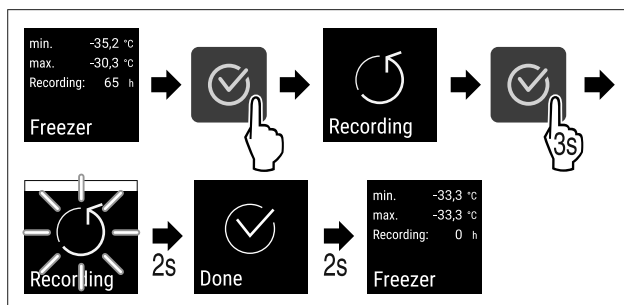 min. -35,2 °C
max. -30,3 °C
Recording: 65 h
Freezer
Recording
3s
Recording
2s
Done
2s
min. -33,3 °C
max. -33,3 °C
Recording: 0 h
Freezer